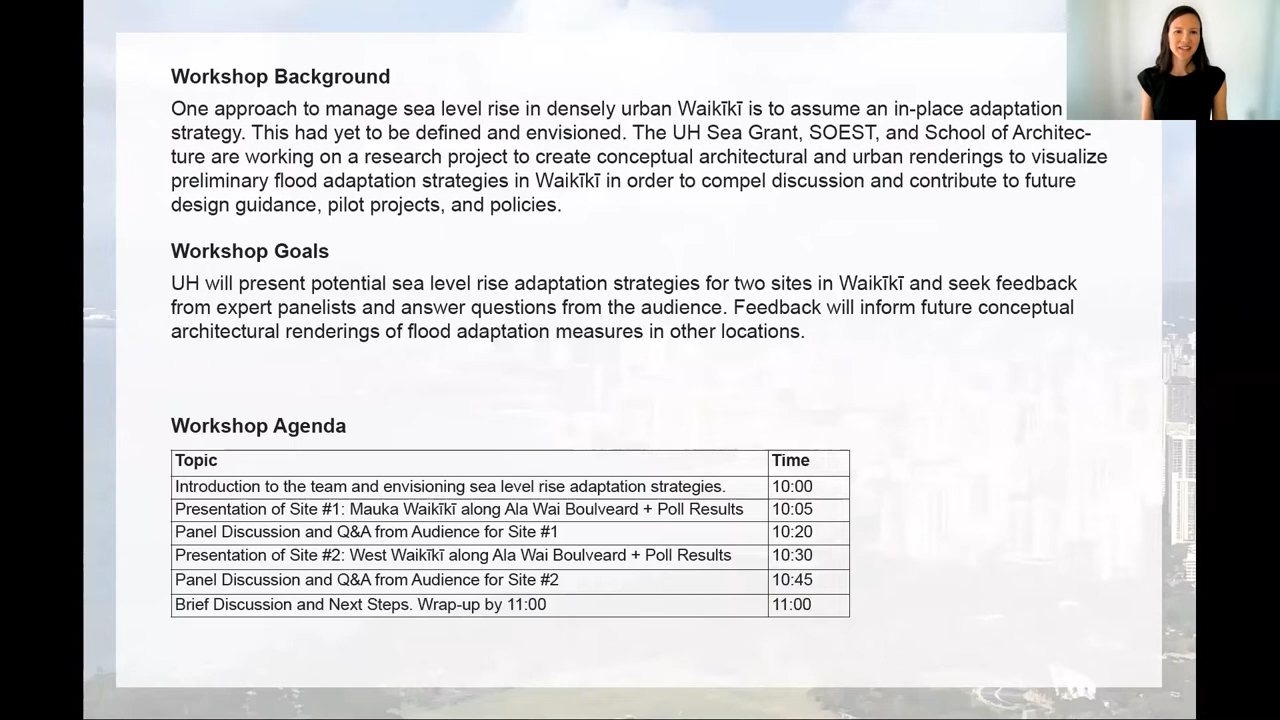 Workshop Background
One approach to manage sea level rise in densely urban Waikīkī is to assume an in-place adaptation
strategy. This had yet to be defined and envisioned. The UH Sea Grant, SOEST, and School of Architec-
ture are working on a research project to create conceptual architectural and urban renderings to visualize
preliminary flood adaptation strategies in Waikīkī in order to compel discussion and contribute to future
design guidance, pilot projects, and policies.
Workshop Goals
UH will present potential sea level rise adaptation strategies for two sites in Waikīkī and seek feedback
from expert panelists and answer questions from the audience. Feedback will inform future conceptual
architectural renderings of flood adaptation measures in other locations.
Workshop Agenda
Topic Time
Introduction to the team and envisioning sea level rise adaptation strategies. 10:00
Presentation of Site #1: Mauka Waikīkī along Ala Wai Boulveard + Poll Results 10:05
Panel Discussion and Q&A from Audience for Site #1 10:20
Presentation of Site #2: West Waikīkī along Ala Wai Boulveard + Poll Results 10:30
Panel Discussion and Q&A from Audience for Site #2 10:45
Brief Discussion and Next Steps. Wrap-up by 11:00 11:00